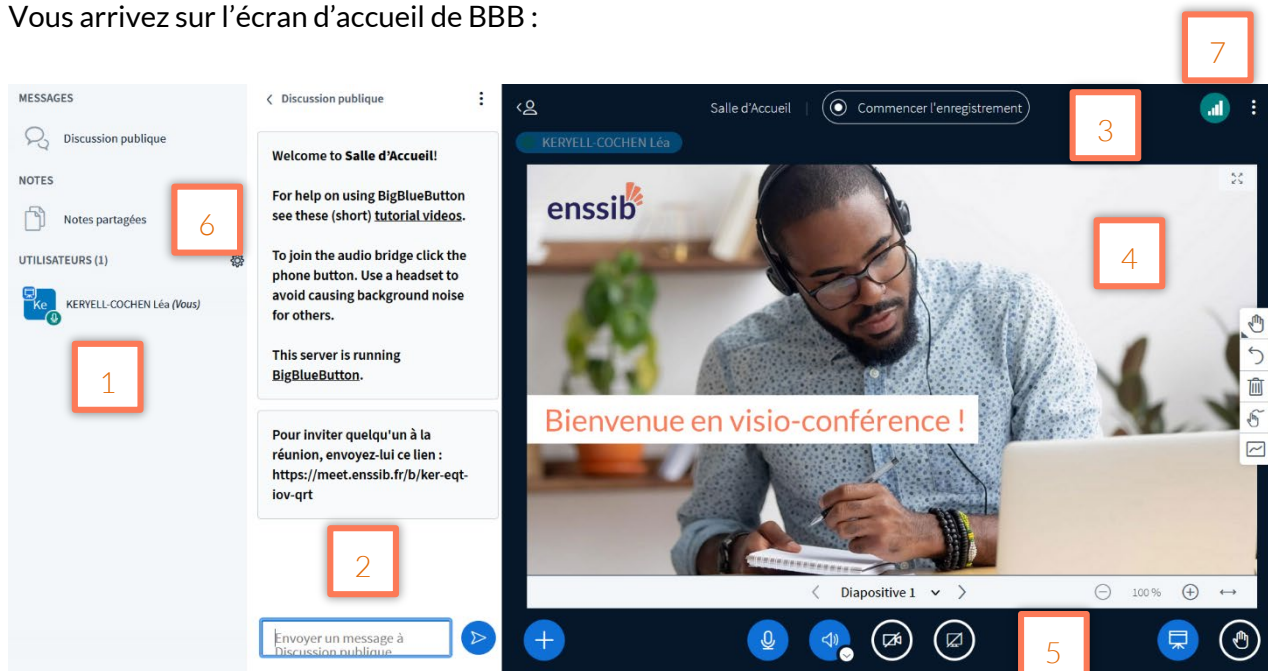 Vous arrivez sur l’écran d’accueil de BBB :
7
MESSAGES
Discussion publique
NOTES
Notes partagées
6
UTILISATEURS (1)
Ke
KERYELL-COCHEN Léa (Vous)
1
Discussion publique
Welcome to Salle d'Accueil!
For help on using BigBlueButton
see these (short) tutorial videos.
To join the audio bridge click the
phone button. Use a headset to
avoid causing background noise
for others.
This server is running
BigBlueButton.
Pour inviter quelqu'un à la
réunion, envoyez-lui ce lien :
https://meet.enssib.fr/b/ker-eqt-
iov-qrt
2
Envoyer un message à
Discussion publique
Salle d'Accueil
Commencer l'enregistrement
3
KERYELL-COCHEN Léa
enssib
4
Bienvenue en visio-conférence !
Diapositive 1
100 %
5